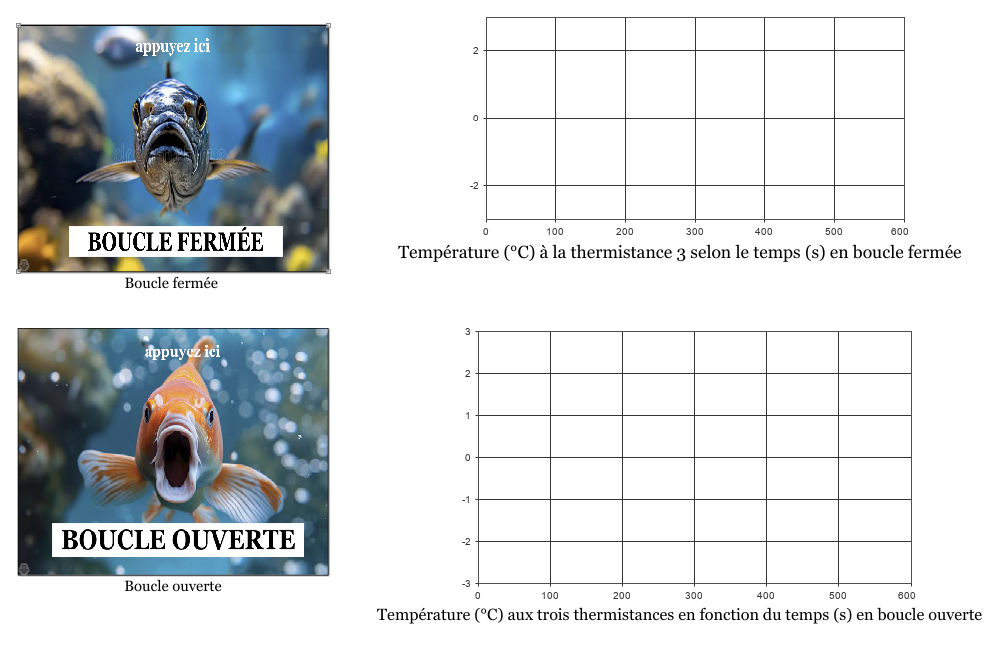 appuyez ici
BOUCLE FERMÉE
Boucle fermée
2
0
-2
0 100 200 300 400 500 600
Température (°C) à la thermistance 3 selon le temps (s) en boucle fermée
appuyez ici
BOUCLE OUVERTE
Boucle ouverte
3
2
1
0
-1
-2
-3
0 100 200 300 400 500 600
Température (°C) aux trois thermistances en fonction du temps (s) en boucle ouverte